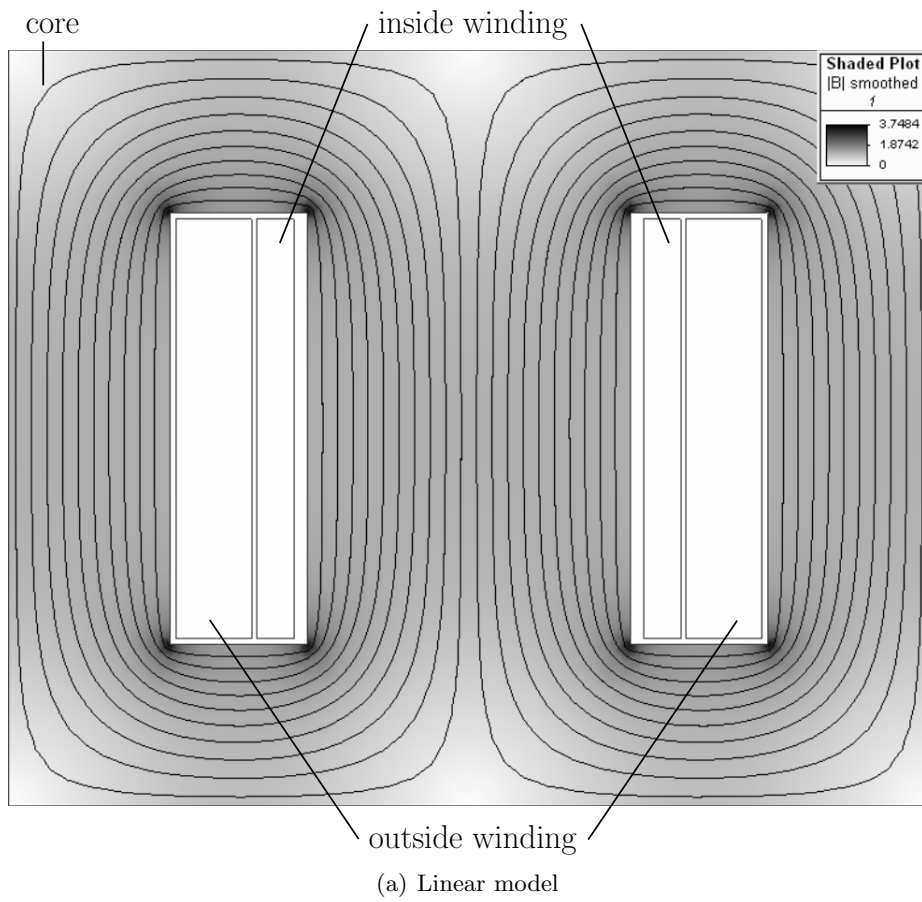 core
inside winding
Shaded Plot
|B| smoothed
1
3.7484
1.8742
0
outside winding
(a) Linear model